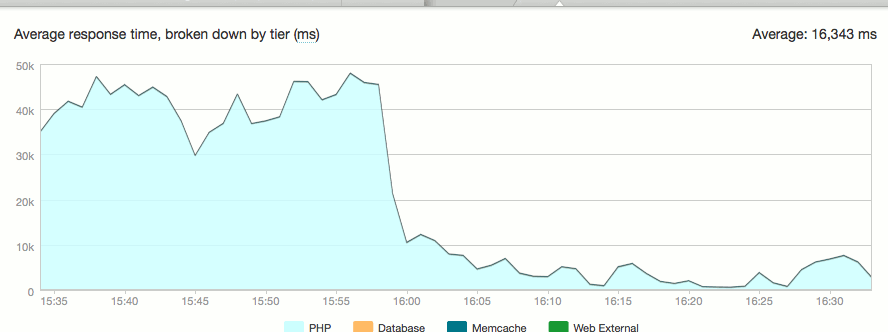 Average response time, broken down by tier (ms) Average: 16,343 ms
50k
40k
30k
20k
10k
0
15:35 15:40 15:45 15:50 15:55 16:00 16:05 16:10 16:15 16:20 16:25 16:30
PHP Database Memcache Web External